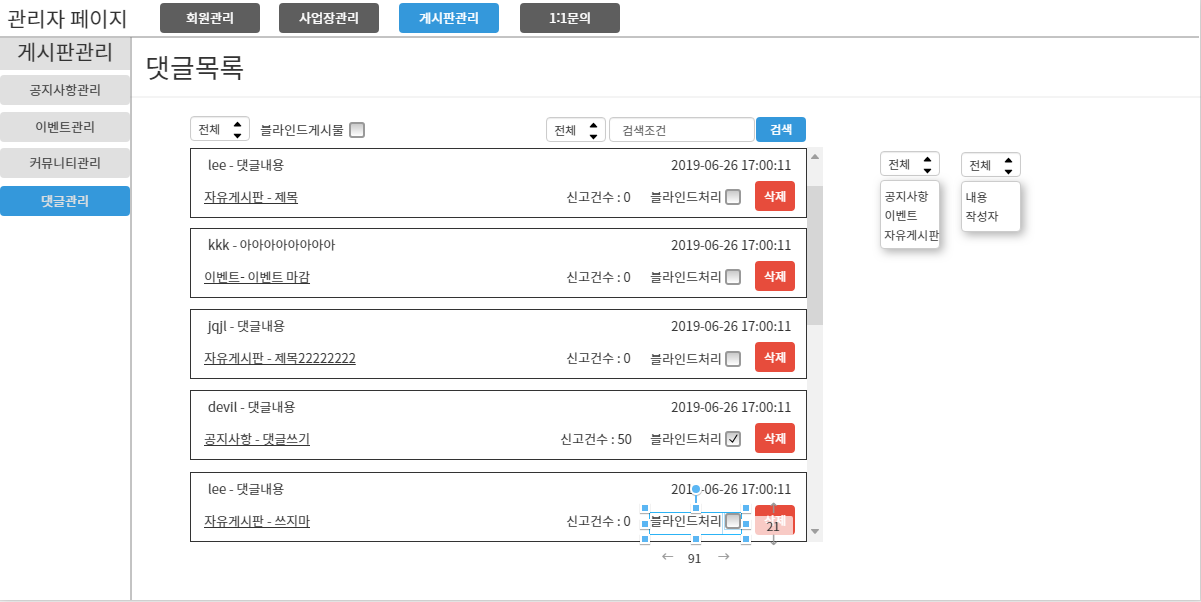 관리자 페이지
회원관리
사업장관리
게시판관리
1:1문의
게시판관리
공지사항관리
이벤트관리
커뮤니티관리
댓글관리
댓글목록
전체
블라인드게시물
전체
검색조건
검색
lee - 댓글내용
2019-06-26 17:00:11
자유게시판 - 제목
신고건수 : 0
블라인드처리
삭제
kkk - 아아아아아아아아
2019-06-26 17:00:11
이벤트- 이벤트 마감
신고건수 : 0
블라인드처리
삭제
jqjl - 댓글내용
2019-06-26 17:00:11
자유게시판 - 제목22222222
신고건수 : 0
블라인드처리
삭제
devil - 댓글내용
2019-06-26 17:00:11
공지사항 - 댓글쓰기
신고건수 : 50
블라인드처리
삭제
lee - 댓글내용
17:00:11
자유게시판 - 쓰지마
신고건수 : 0
블라인드처리
21
91
전체
공지사항
이벤트
자유게시판
전체
내용
작성자